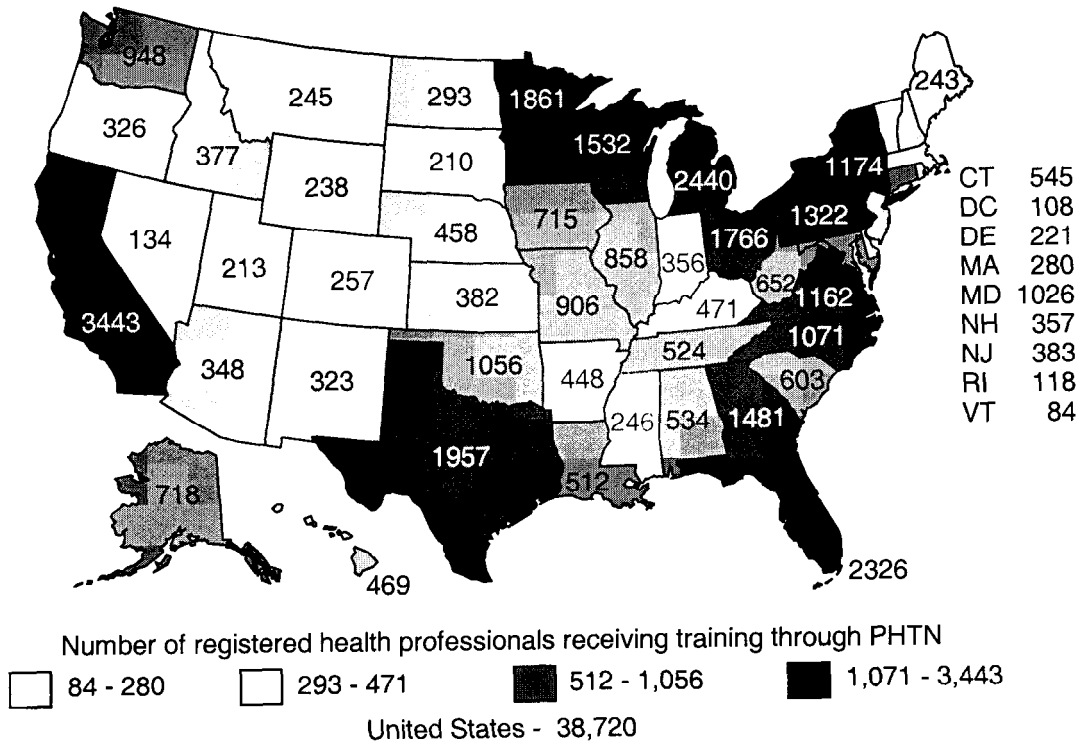 948
243
245
293
1861
326
1532
377
210
1174
2440
238
CT 545
DC 108
DE 221
MA 280
MD 1026
NH 357
NJ 383
RI 118
VT 84
715
1322
134
458
1766
858
356
213
257
652
382
1162
906
471
3443
1071
524
1056
348
323
448
603
246
534
1481
1957
512
718
2326
469
Number of registered health professionals receiving training through PHTN
84 - 280
293 - 471
512 - 1,056
1,071 - 3,443
United States - 38,720